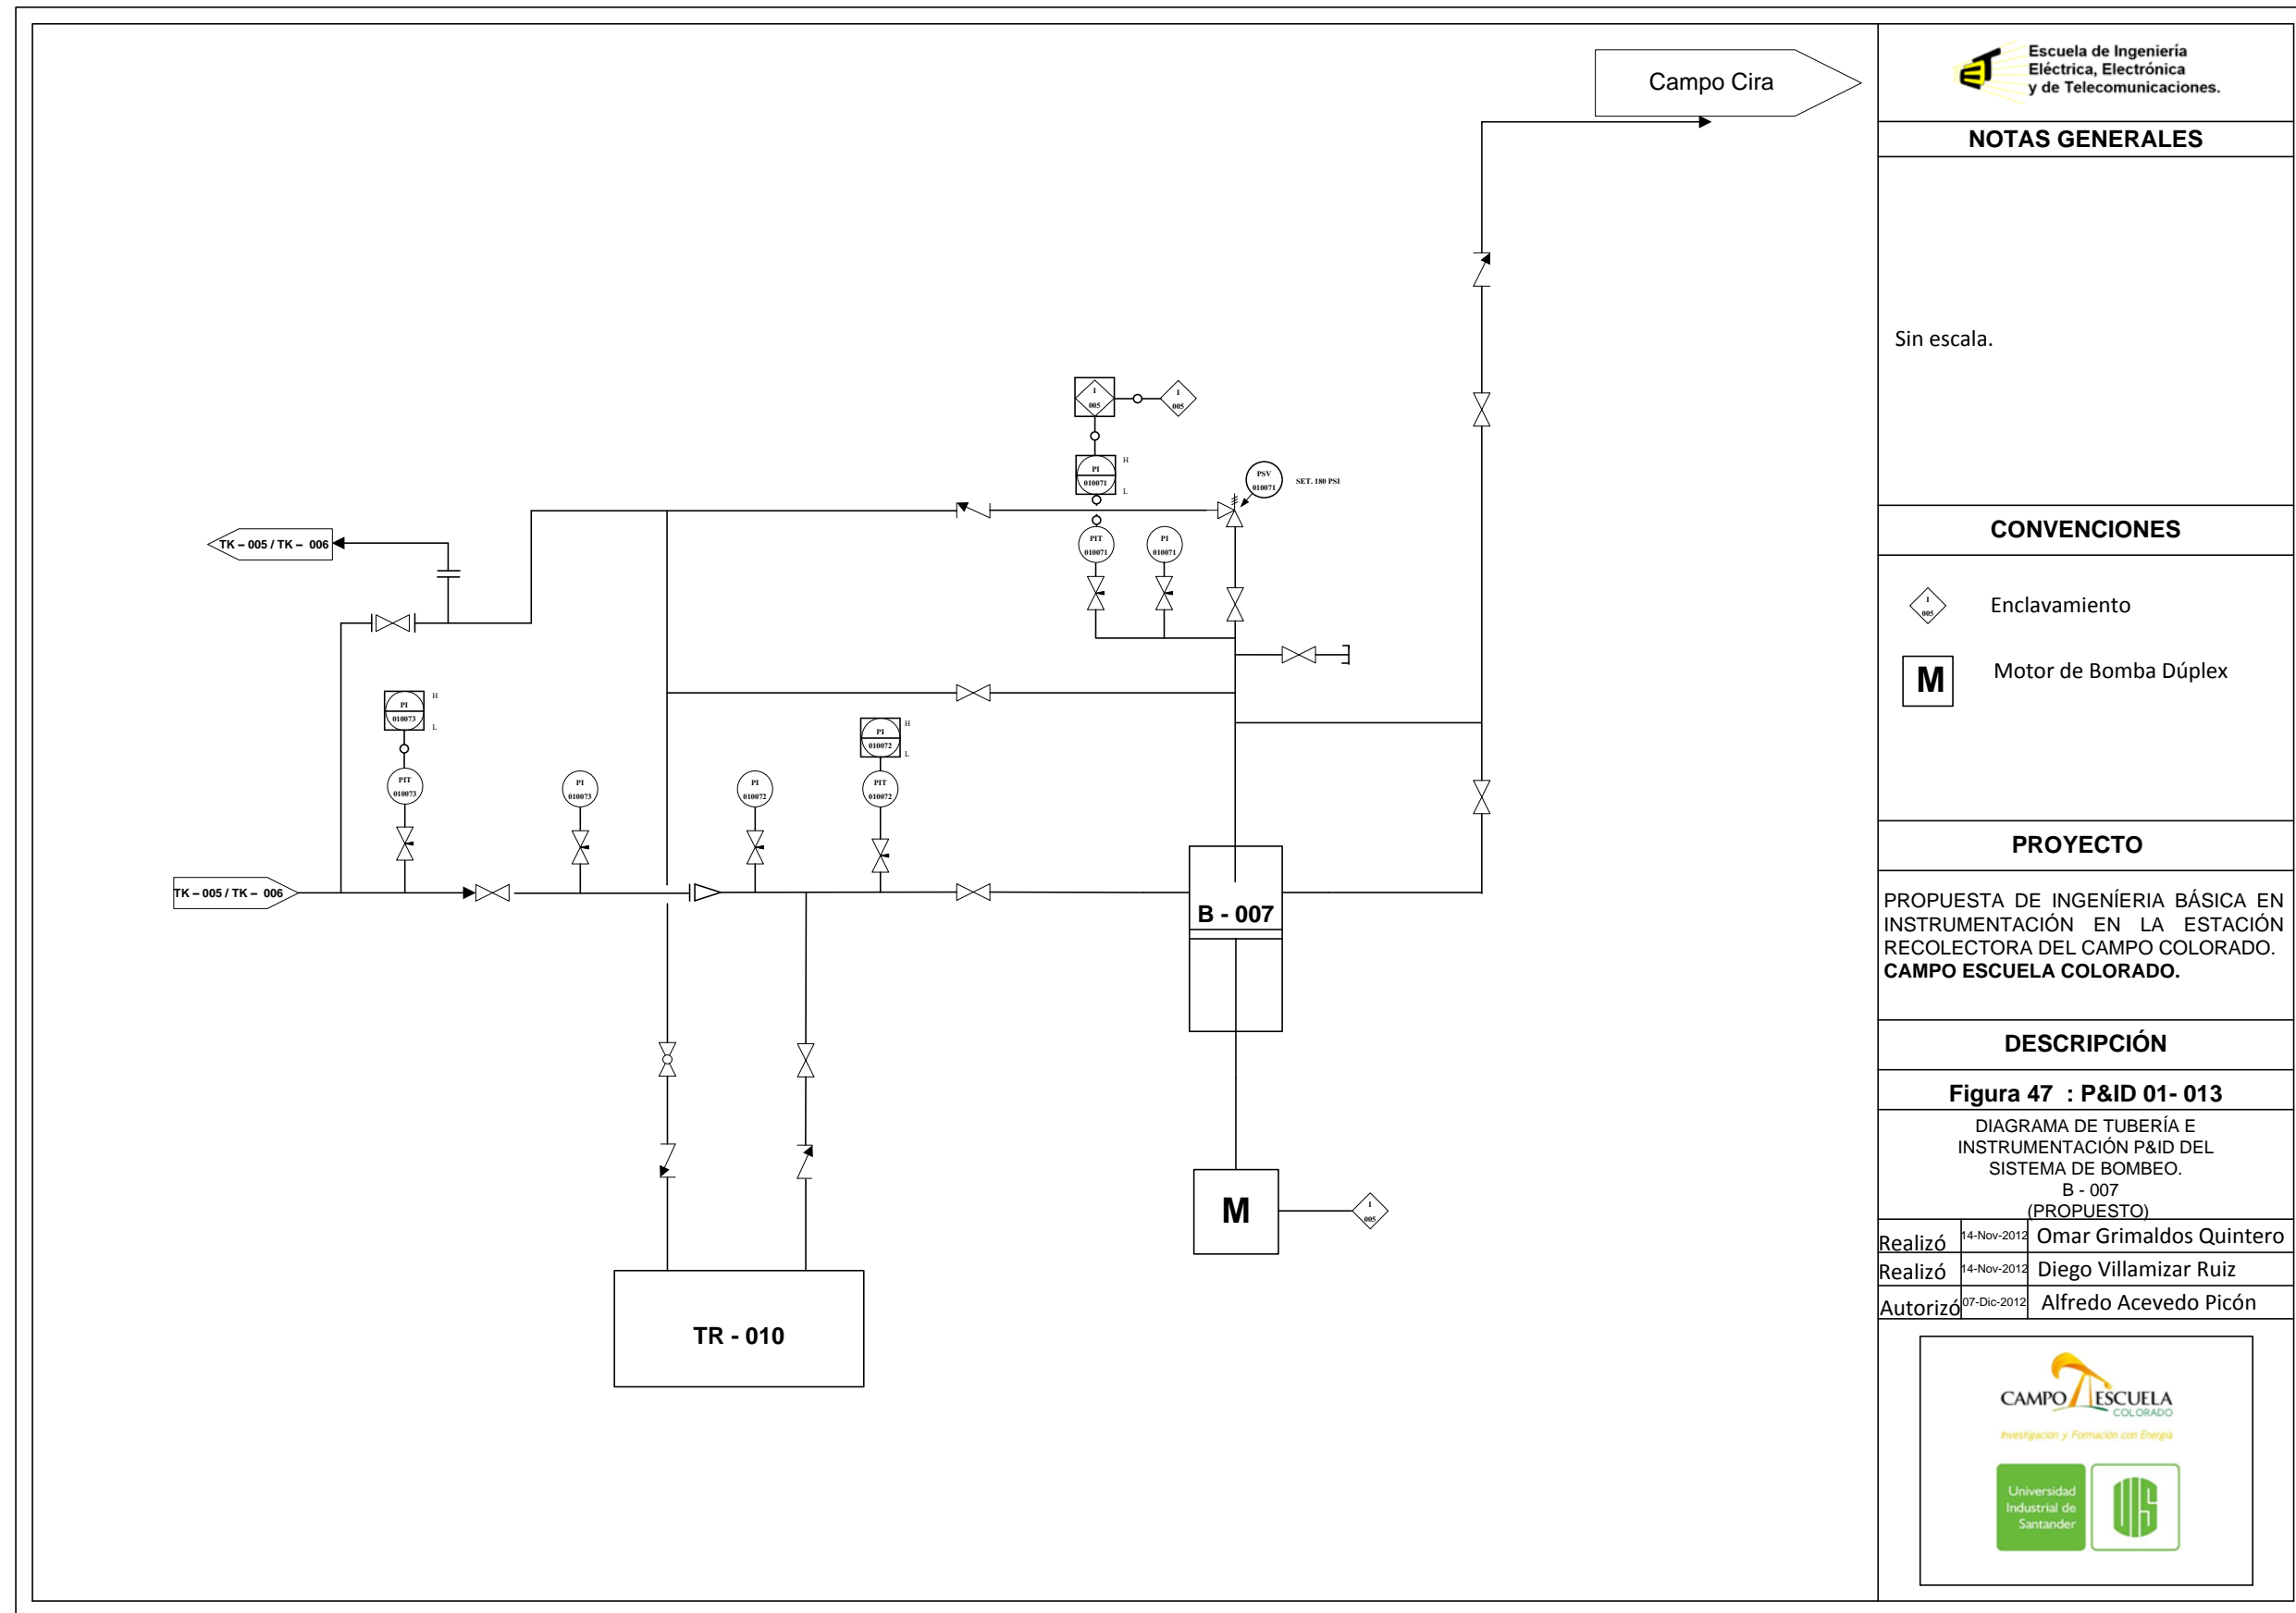 Campo Cira
I
005
I
005
PI
010071
H
L
PSV
010071
SET. 180 PSI
PIT
010071
PI
010071
TK – 005 / TK – 006
PI
010073
H
L
PI
010072
H
L
PIT
010073
PI
010073
PI
010072
PIT
010072
TK – 005 / TK – 006
B - 007
M
I
005
TR - 010
Escuela de Ingeniería
Eléctrica, Electrónica
y de Telecomunicaciones.
NOTAS GENERALES
Sin escala.
CONVENCIONES
I
005
Enclavamiento
M
Motor de Bomba Dúplex
PROYECTO
PROPUESTA DE INGENÍERIA BÁSICA EN
INSTRUMENTACIÓN EN LA ESTACIÓN
RECOLECTORA DEL CAMPO COLORADO.
CAMPO ESCUELA COLORADO.
DESCRIPCIÓN
Figura 47 : P&ID 01- 013
DIAGRAMA DE TUBERÍA E
INSTRUMENTACIÓN P&ID DEL
SISTEMA DE BOMBEO.
B - 007
(PROPUESTO)
Realizó 14-Nov-2012 Omar Grimaldos Quintero
Realizó 14-Nov-2012 Diego Villamizar Ruiz
Autorizó 07-Dic-2012 Alfredo Acevedo Picón
CAMPO ESCUELA
COLORADO
Investigación y Formación con Energía
Universidad
Industrial de
Santander
UIS